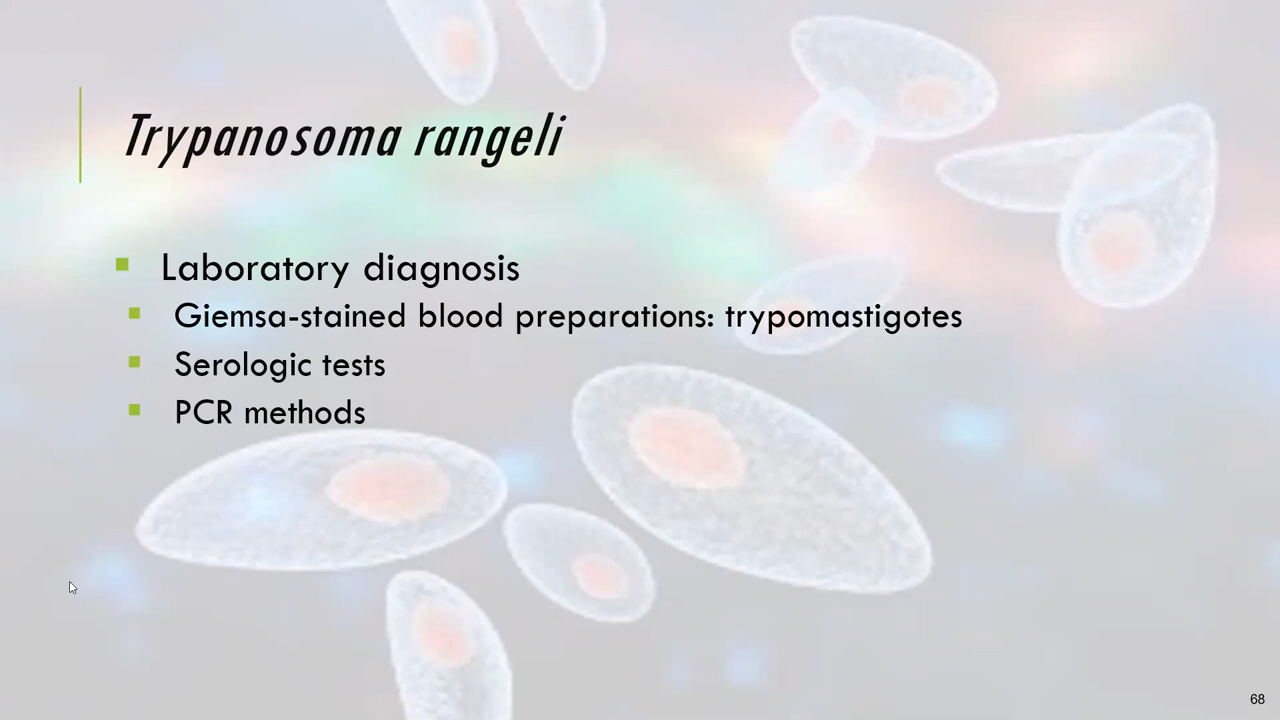 Trypanosoma rangeli
Laboratory diagnosis
Giemsa-stained blood preparations: trypomastigotes
Serologic tests
PCR methods
68